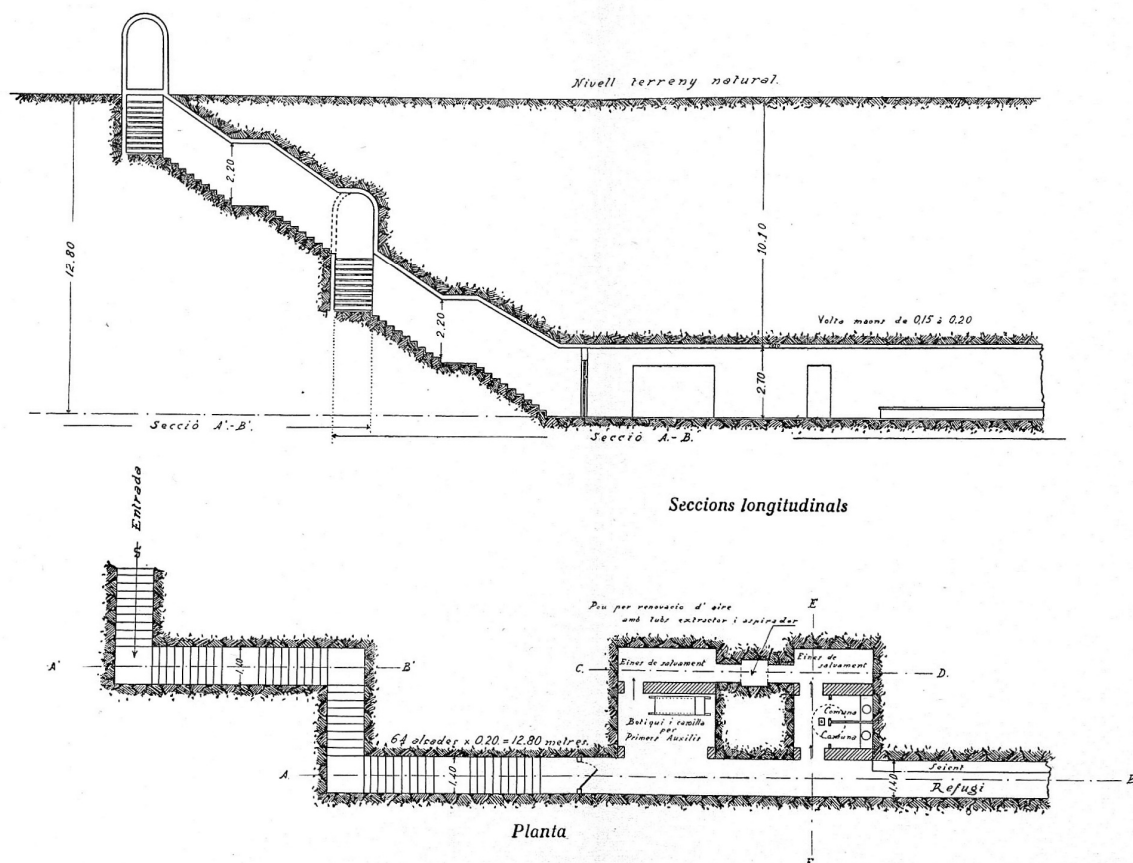 Nivell terreny natural.
2.20
12.80
10.10
2.20
Volta maons de 0,15 à 0.20
2.70
Secció A'.-B'.
Secció A.- B.
Seccions longitudinals
Entrada
Pou per renovació d' aire
amb tubs extractor i aspirador
E
A'
1.40
B'
C.
Eines de salvament
Eines de salvament
D.
Botiquí i camilla
per
Primers Auxilis
Comuna
Comuna
64 alçades x 0.20 = 12.80 metres.
A.
1.40
1.40
Seient
Refugi
B
Planta